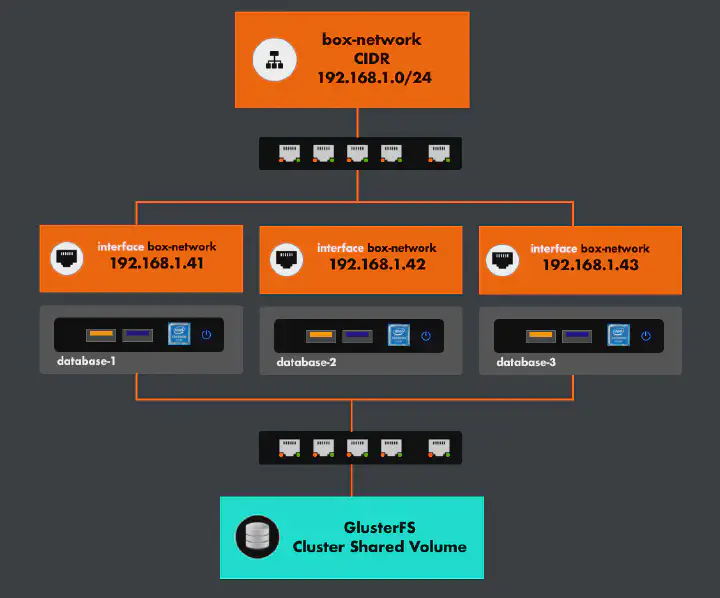 box-network
CIDR
192.168.1.0/24
interface box-network
192.168.1.41
interface box-network
192.168.1.42
interface box-network
192.168.1.43
database-1
database-2
database-3
GlusterFS
Cluster Shared Volume